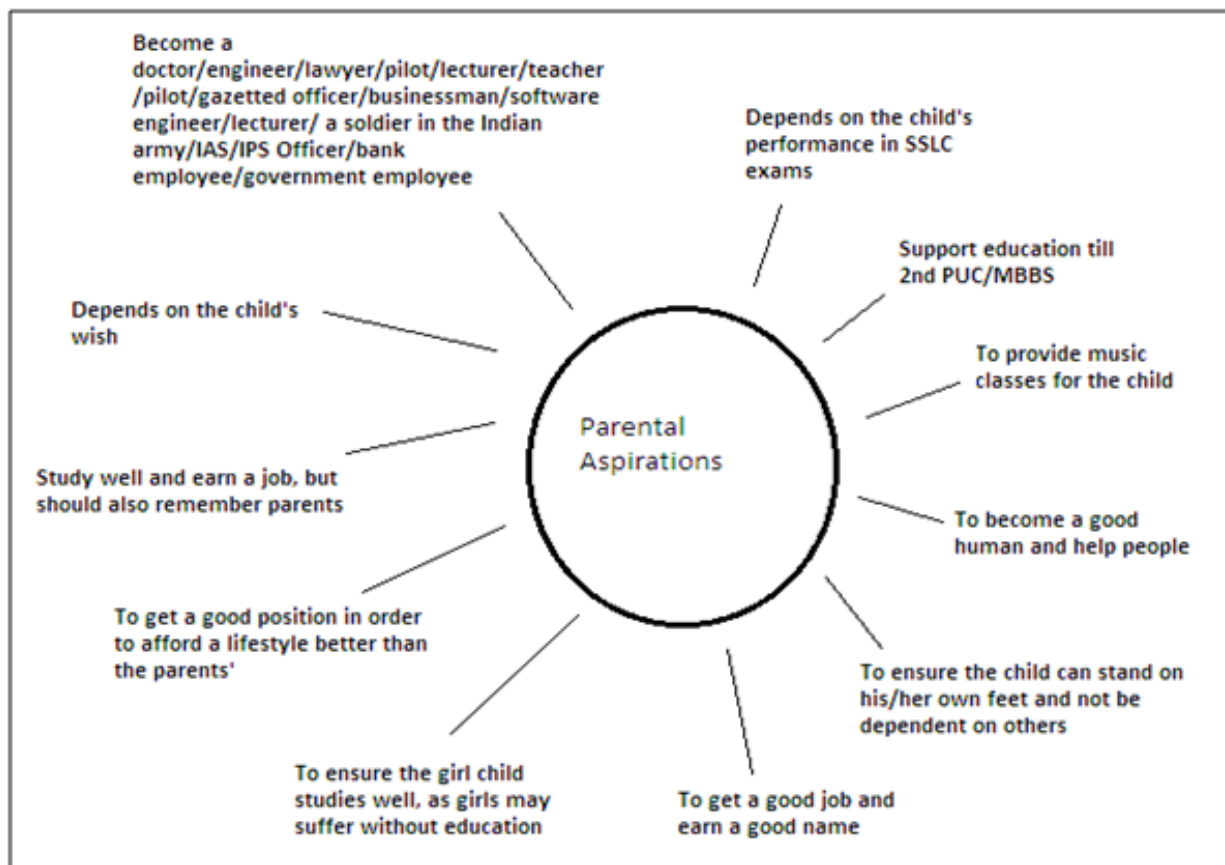 Become a
doctor/engineer/lawyer/pilot/lecturer/teacher
/pilot/gazetted officer/businessman/software
engineer/lecturer/ a soldier in the Indian
army/IAS/IPS Officer/bank
employee/government employee
Depends on the child's
performance in SSLC
exams
Support education till
2nd PUC/MBBS
To provide music
classes for the child
To become a good
human and help people
To ensure the child can stand on
his/her own feet and not be
dependent on others
To get a good job and
earn a good name
To ensure the girl child
studies well, as girls may
suffer without education
To get a good position in order
to afford a lifestyle better than
the parents'
Study well and earn a job, but
should also remember parents
Depends on the child's
wish
Parental
Aspirations